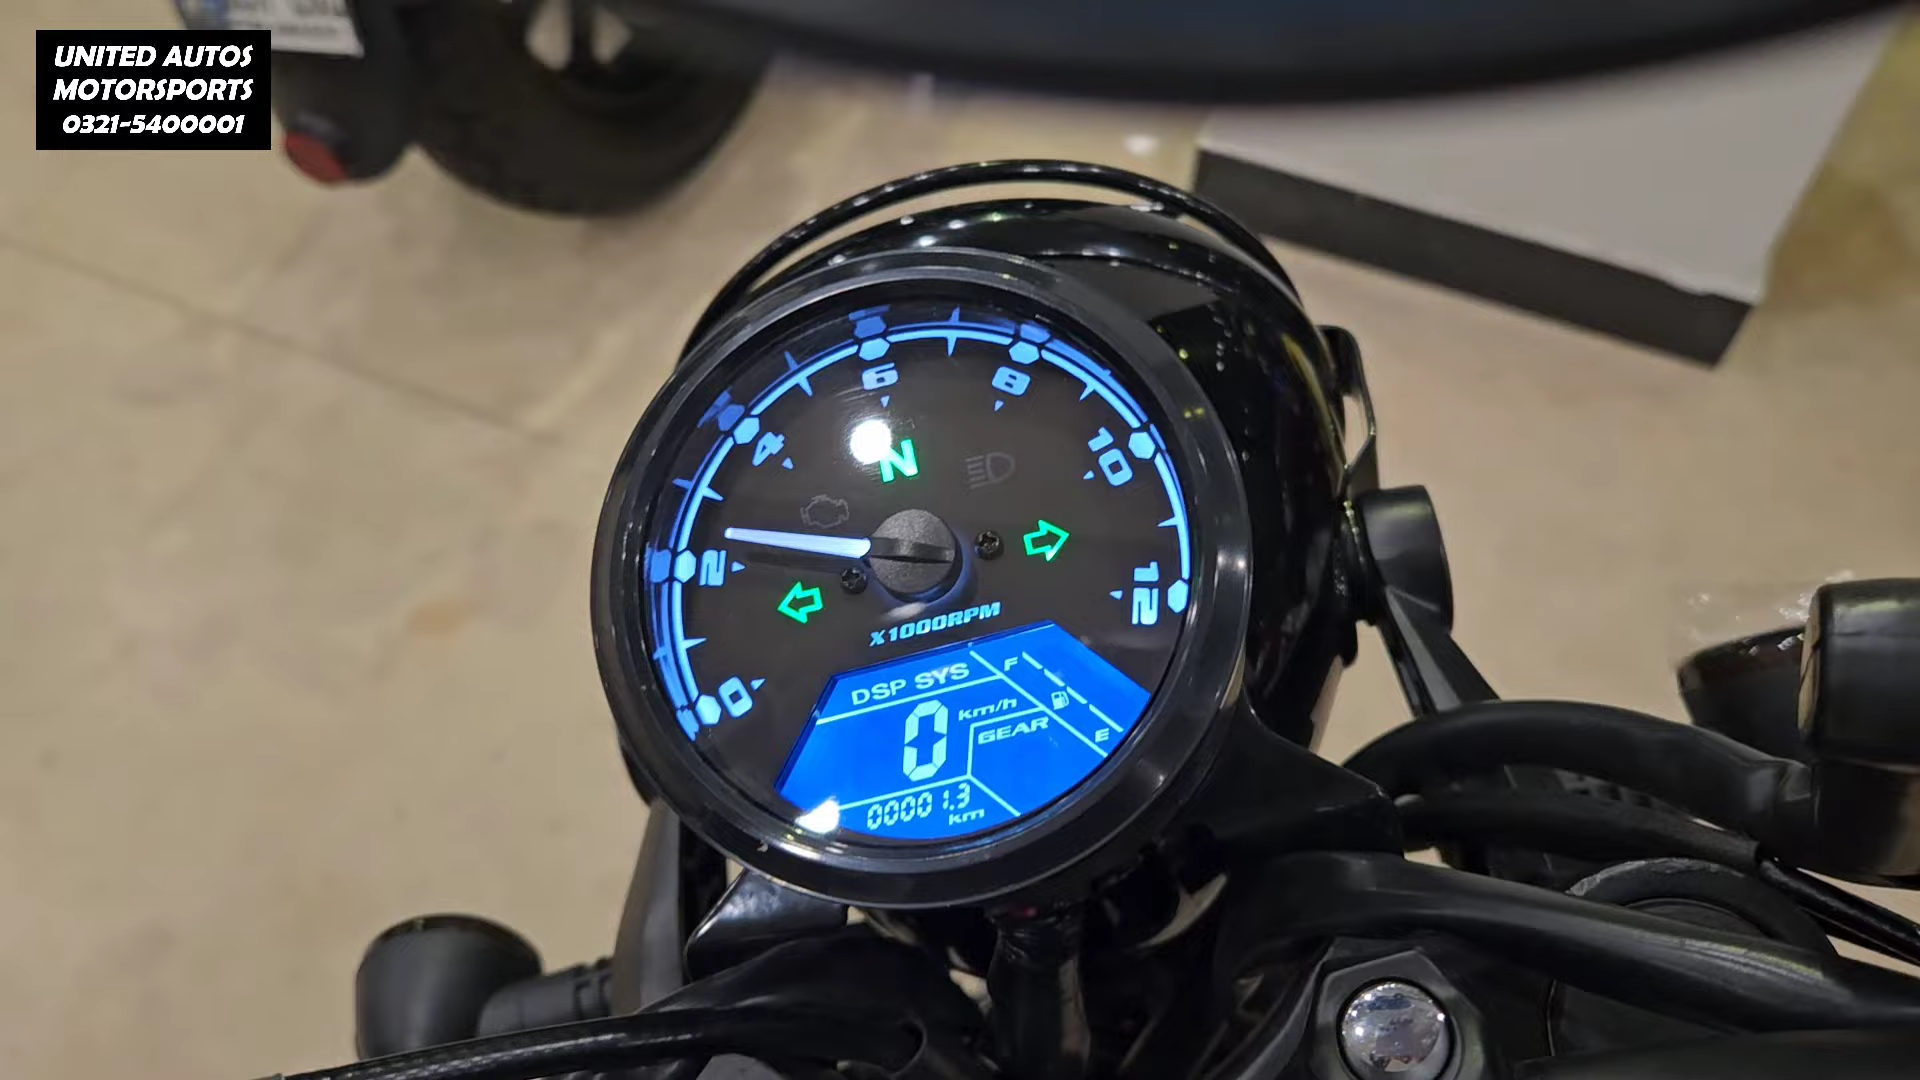 UNITED AUTOS
MOTORSPORTS
0321-5400001
6
8
4
N
10
2
12
X1000RPM
0
DSP SYS
F
0 km/h
GEAR
E
00001.3
km